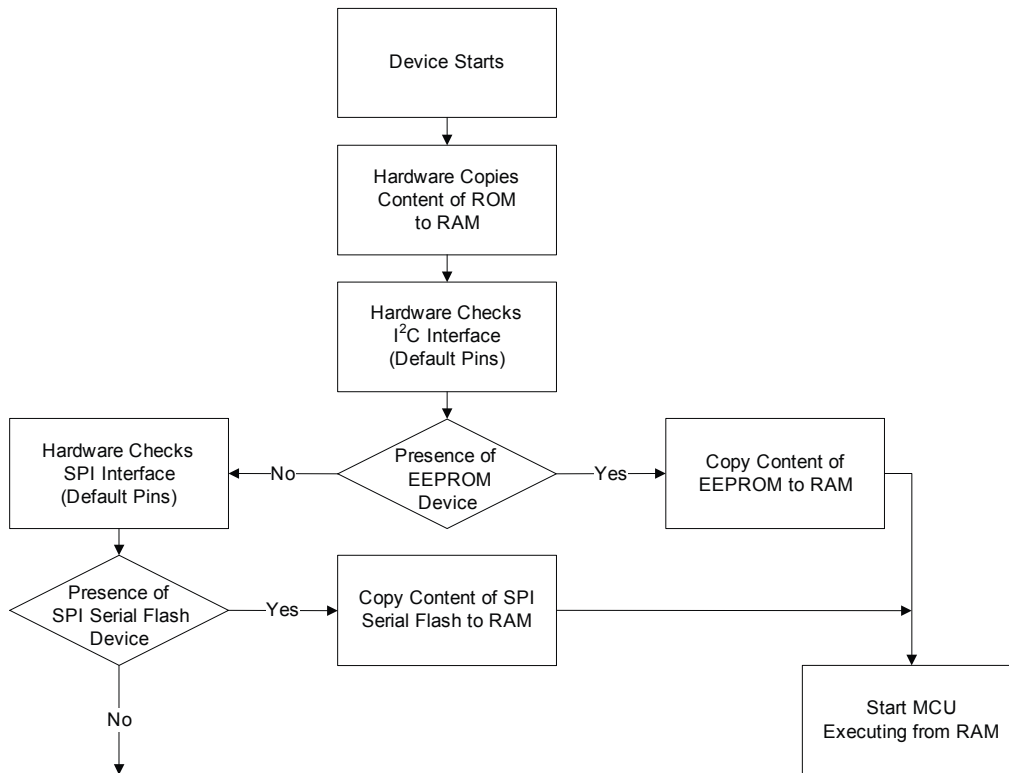 Device Starts
Hardware Copies
Content of ROM
to RAM
Hardware Checks
I²C Interface
(Default Pins)
Presence of
EEPROM
Device
No
Yes
Hardware Checks
SPI Interface
(Default Pins)
Copy Content of
EEPROM to RAM
Presence of
SPI Serial Flash
Device
Yes
Copy Content of SPI
Serial Flash to RAM
No
Start MCU
Executing from RAM